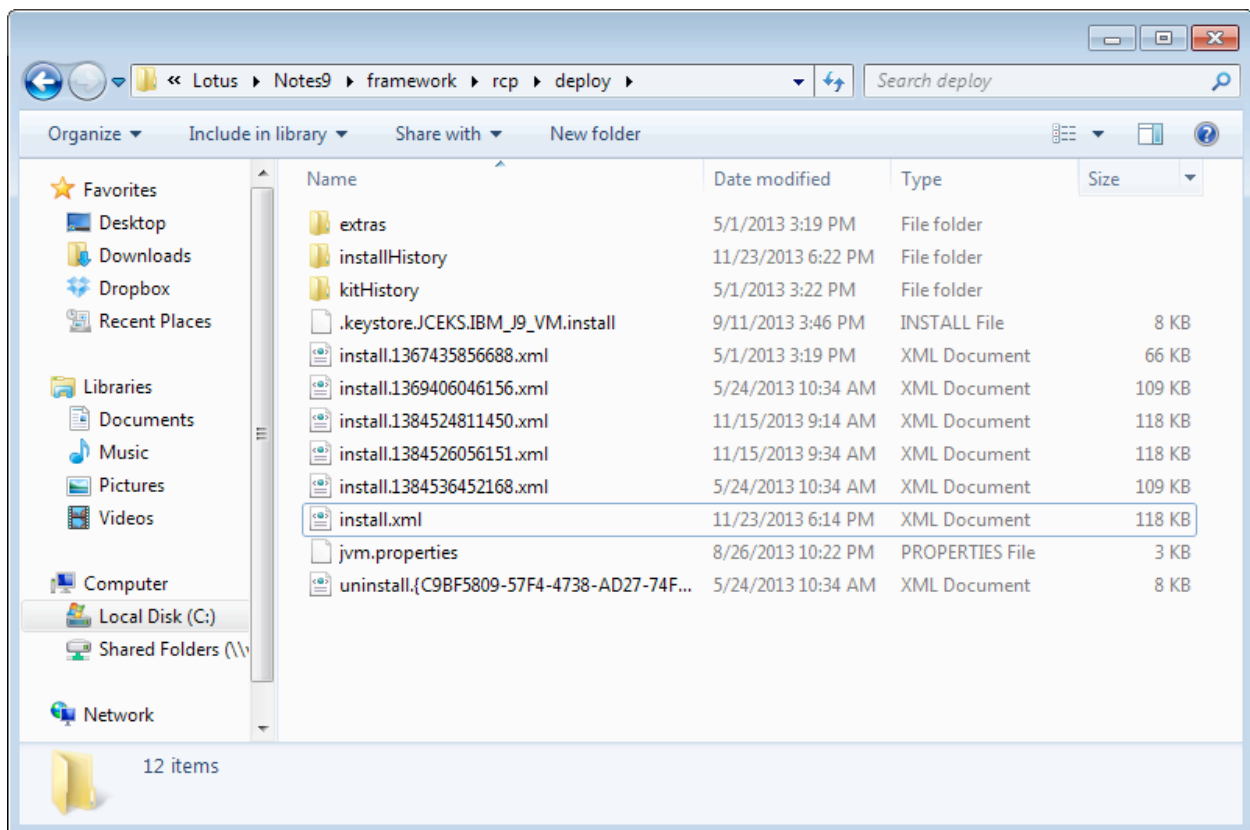 « Lotus Notes9 framework rcp deploy Search deploy
Organize Include in library Share with New folder
Name Date modified Type Size
Favorites
Desktop
Downloads
Dropbox
Recent Places
Libraries
Documents
Music
Pictures
Videos
Computer
Local Disk (C:)
Shared Folders (\\
Network
extras 5/1/2013 3:19 PM File folder
installHistory 11/23/2013 6:22 PM File folder
kitHistory 5/1/2013 3:22 PM File folder
.keystore.JCEKS.IBM_J9_VM.install 9/11/2013 3:46 PM INSTALL File 8 KB
install.1367435856688.xml 5/1/2013 3:19 PM XML Document 66 KB
install.1369406046156.xml 5/24/2013 10:34 AM XML Document 109 KB
install.1384524811450.xml 11/15/2013 9:14 AM XML Document 118 KB
install.1384526056151.xml 11/15/2013 9:34 AM XML Document 118 KB
install.1384536452168.xml 5/24/2013 10:34 AM XML Document 109 KB
install.xml 11/23/2013 6:14 PM XML Document 118 KB
jvm.properties 8/26/2013 10:22 PM PROPERTIES File 3 KB
uninstall.{C9BF5809-57F4-4738-AD27-74F... 5/24/2013 10:34 AM XML Document 8 KB
12 items